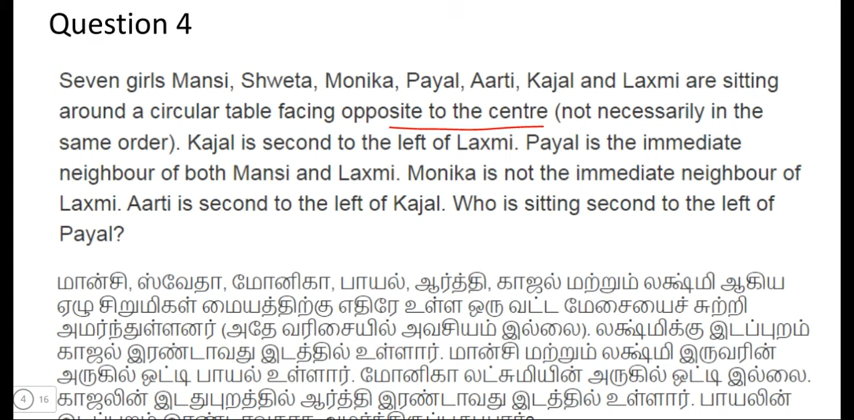 Question 4
Seven girls Mansi, Shweta, Monika, Payal, Aarti, Kajal and Laxmi are sitting
around a circular table facing opposite to the centre (not necessarily in the
same order). Kajal is second to the left of Laxmi. Payal is the immediate
neighbour of both Mansi and Laxmi. Monika is not the immediate neighbour of
Laxmi. Aarti is second to the left of Kajal. Who is sitting second to the left of
Payal?
மான்சி, ஸ்வேதா, மோனிகா, பாயல், ஆர்த்தி, காஜல் மற்றும் லக்ஷ்மி ஆகிய
ஏழு சிறுமிகள் மையத்திற்கு எதிரே உள்ள ஒரு வட்ட மேசையைச் சுற்றி
அமர்ந்துள்ளனர் (அதே வரிசையில் அவசியம் இல்லை). லக்ஷ்மிக்கு இடப்புறம்
காஜல் இரண்டாவது இடத்தில் உள்ளார். மான்சி மற்றும் லக்ஷ்மி இருவரின்
அருகில் ஒட்டி பாயல் உள்ளார். மோனிகா லட்சுமியின் அருகில் ஒட்டி இல்லை.
காஜலின் இடதுபுறத்தில் ஆர்த்தி இரண்டாவது இடத்தில் உள்ளார். பாயலின்
4 16